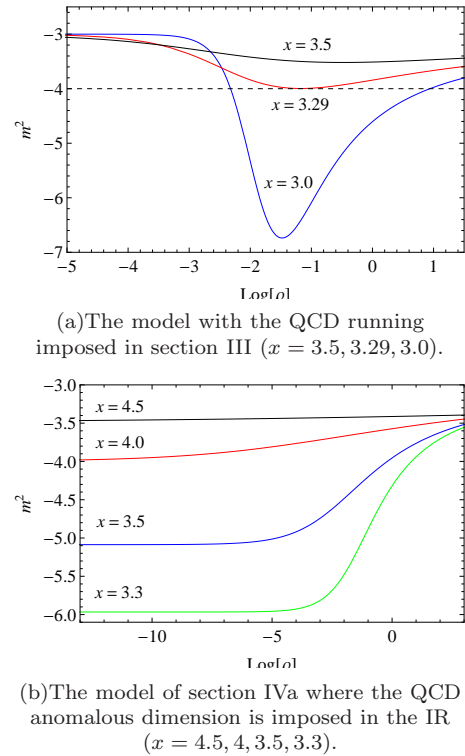 -3
x = 3.5
-4
x = 3.29
m²
-5
x = 3.0
-6
-7
-5 -4 -3 -2 -1 0 1
Log[ρ]
(a)The model with the QCD running
imposed in section III (x = 3.5, 3.29, 3.0).
-3.0
x = 4.5
-3.5
x = 4.0
-4.0
m²
-4.5
x = 3.5
-5.0
-5.5
x = 3.3
-6.0
-10 -5 0
Log[ρ]
(b)The model of section IVa where the QCD
anomalous dimension is imposed in the IR
(x = 4.5, 4, 3.5, 3.3).